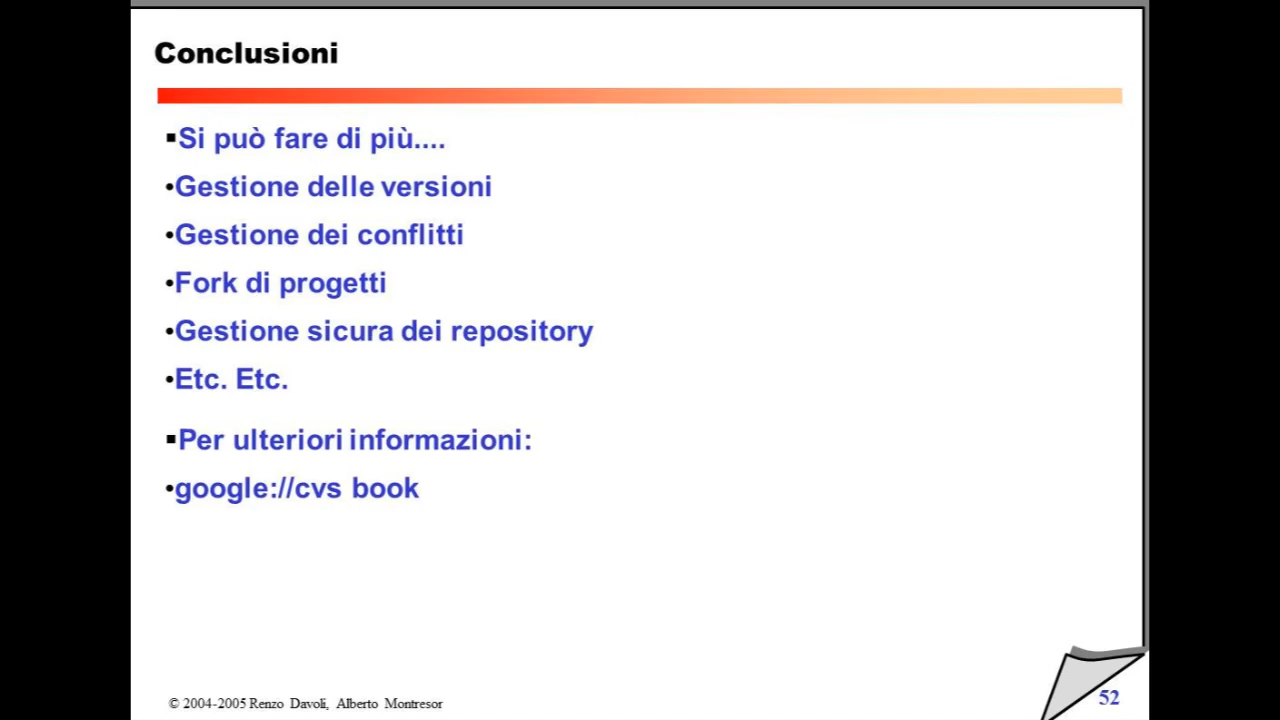 Conclusioni
▪Si può fare di più....
•Gestione delle versioni
•Gestione dei conflitti
•Fork di progetti
•Gestione sicura dei repository
•Etc. Etc.
▪Per ulteriori informazioni:
•google://cvs book
© 2004-2005 Renzo Davoli, Alberto Montresor
52